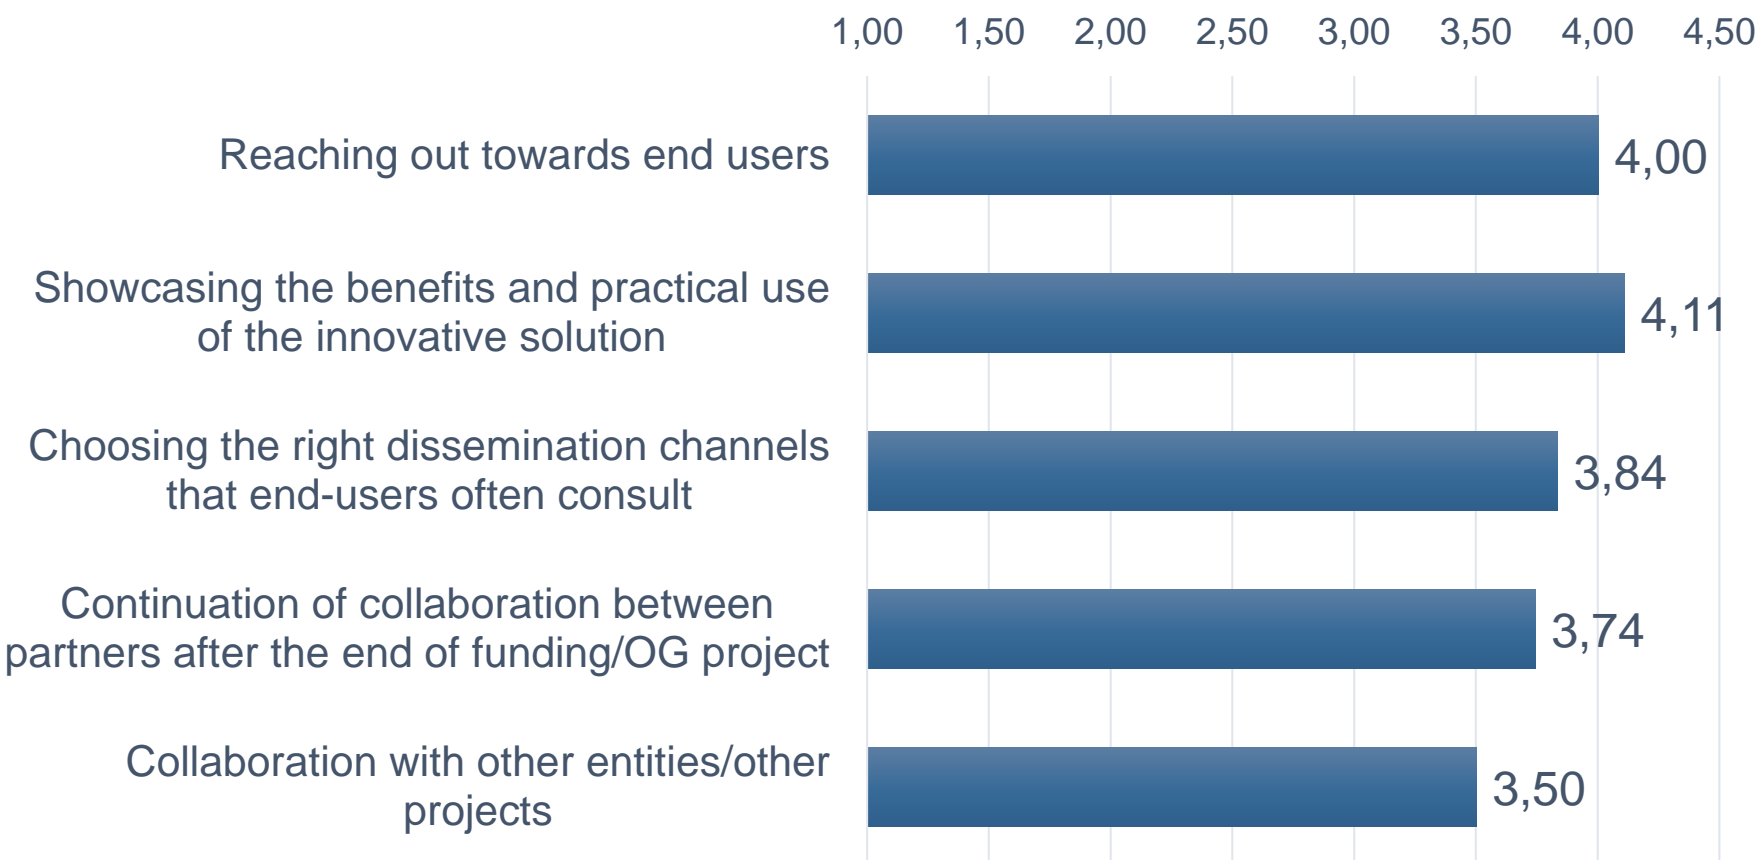 1,00 1,50 2,00 2,50 3,00 3,50 4,00 4,50
Reaching out towards end users
4,00
Showcasing the benefits and practical use
of the innovative solution
4,11
Choosing the right dissemination channels
that end-users often consult
3,84
Continuation of collaboration between
partners after the end of funding/OG project
3,74
Collaboration with other entities/other
projects
3,50